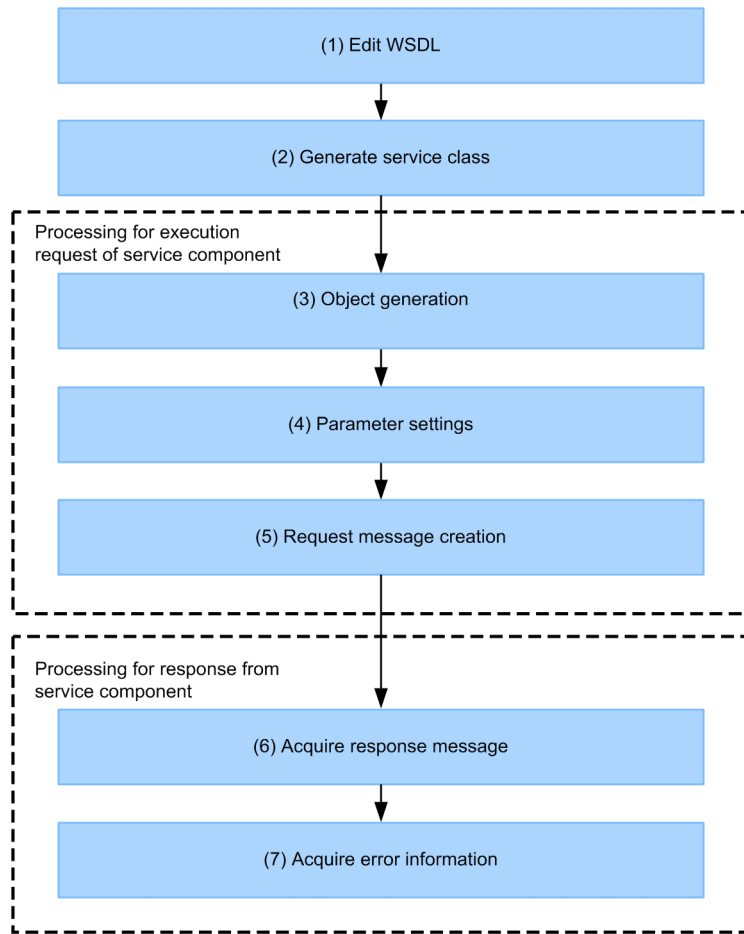 (1) Edit WSDL
(2) Generate service class
Processing for execution
request of service component
(3) Object generation
(4) Parameter settings
(5) Request message creation
Processing for response from
service component
(6) Acquire response message
(7) Acquire error information